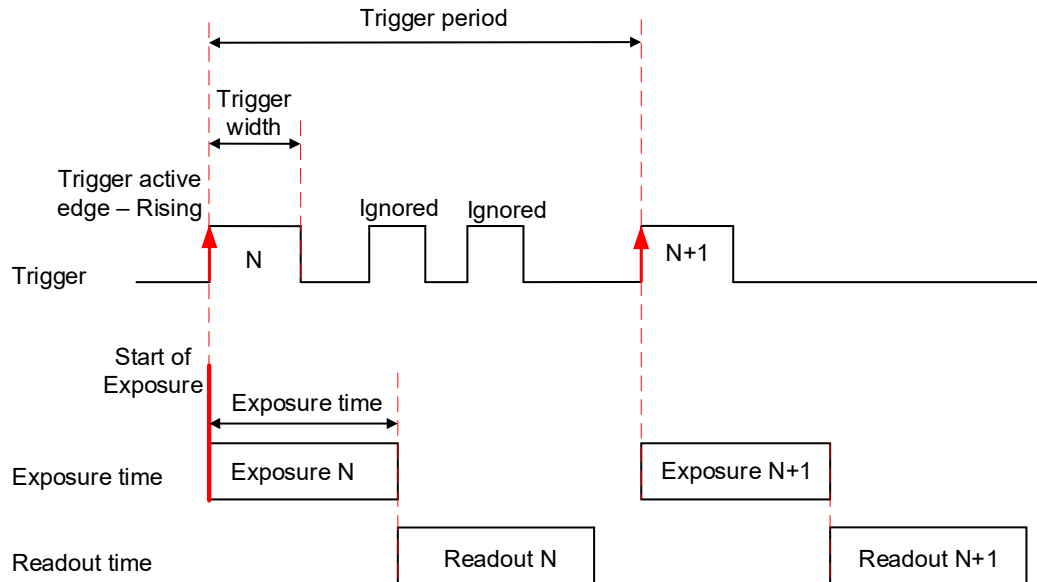 Trigger period
Trigger
width
Trigger active
edge – Rising
Ignored
Ignored
N
N+1
Trigger
Start of
Exposure
Exposure time
Exposure time
Exposure N
Exposure N+1
Readout time
Readout N
Readout N+1